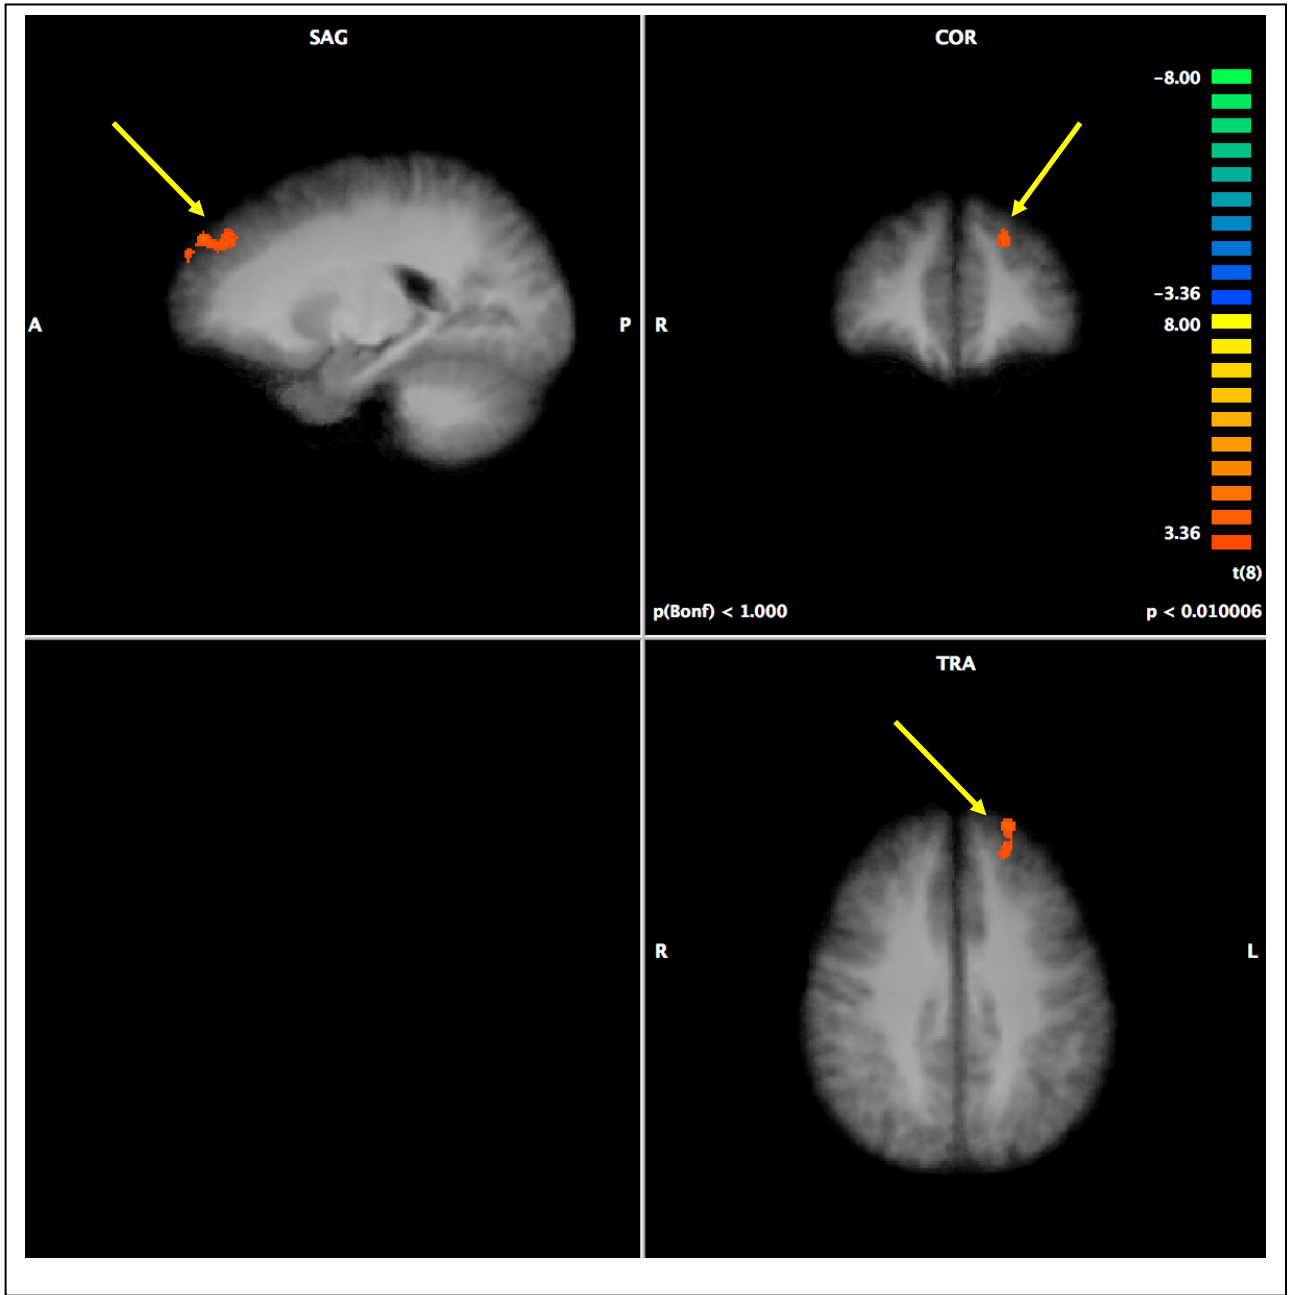 SAG
A
P
COR
R
−8.00
−3.36
8.00
3.36
t(8)
p(Bonf) < 1.000
p < 0.010006
TRA
R
L